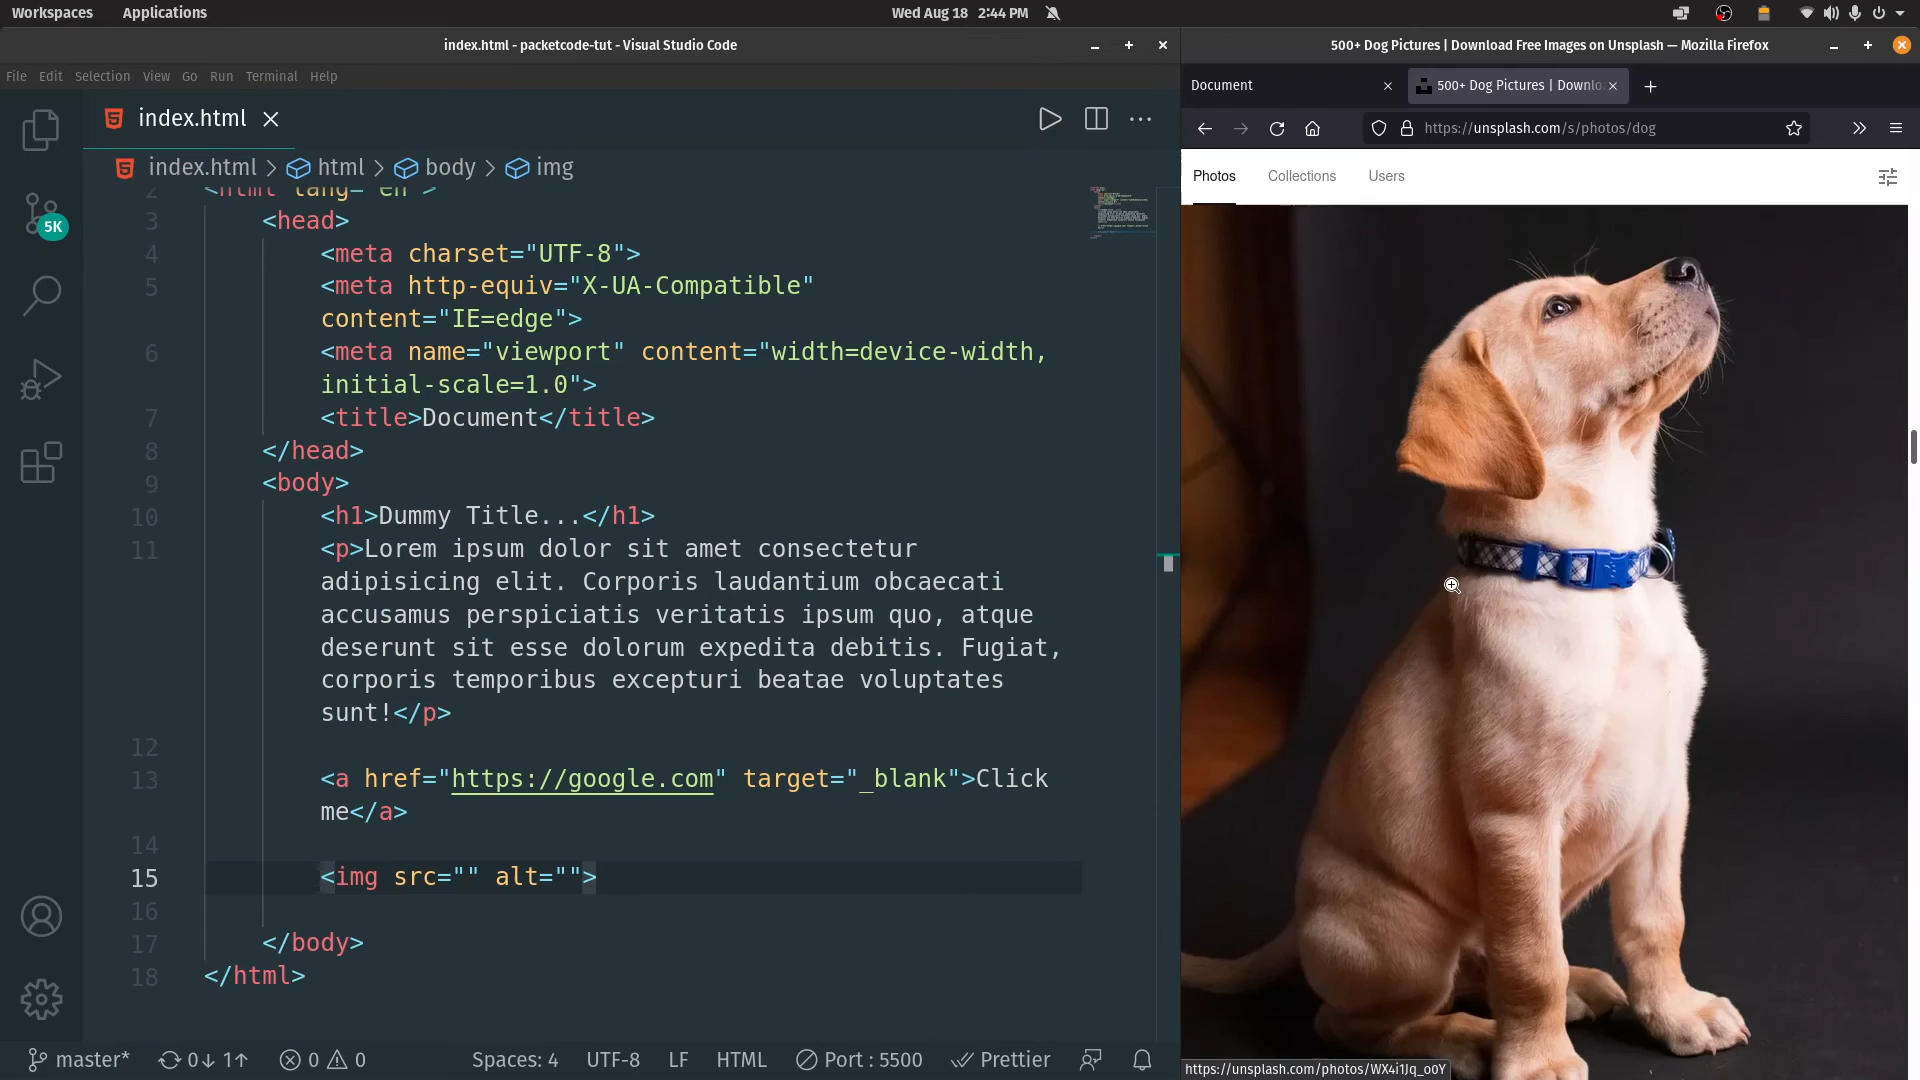 Workspaces Applications Wed Aug 18 2:44 PM
index.html - packetcode-tut - Visual Studio Code
File Edit Selection View Go Run Terminal Help
5K
index.html
index.html > html > body > img
2 <html lang="en">
3 <head>
4 <meta charset="UTF-8">
5 <meta http-equiv="X-UA-Compatible"
content="IE=edge">
6 <meta name="viewport" content="width=device-width,
initial-scale=1.0">
7 <title>Document</title>
8 </head>
9 <body>
10 <h1>Dummy Title...</h1>
11 <p>Lorem ipsum dolor sit amet consectetur
adipisicing elit. Corporis laudantium obcaecati
accusamus perspiciatis veritatis ipsum quo, atque
deserunt sit esse dolorum expedita debitis. Fugiat,
corporis temporibus excepturi beatae voluptates
sunt!</p>
12
13 <a href="https://google.com" target="_blank">Click
me</a>
14
15 <img src="" alt="">
16
17 </body>
18 </html>
master* 0↓ 1↑ 0 0 Spaces: 4 UTF-8 LF HTML Port : 5500 Prettier
500+ Dog Pictures | Download Free Images on Unsplash — Mozilla Firefox
Document 500+ Dog Pictures | Downlo
https://unsplash.com/s/photos/dog
Photos Collections Users
https://unsplash.com/photos/WX4i1Jq_o0Y